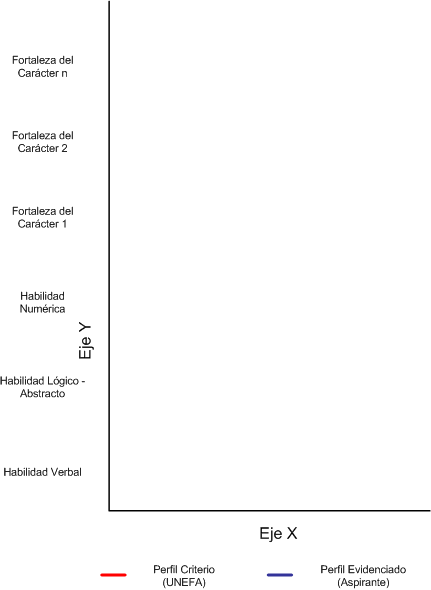 Fortaleza del
Carácter n
Fortaleza del
Carácter 2
Fortaleza del
Carácter 1
Habilidad
Numérica
Eje Y
Habilidad Lógico -
Abstracto
Habilidad Verbal
Eje X
Perfil Criterio
(UNEFA)
Perfil Evidenciado
(Aspirante)